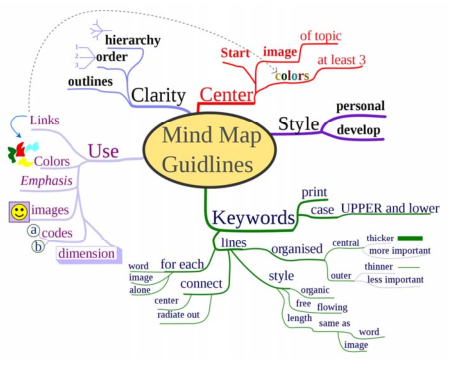 Mind Map
Guidlines
Center
Start
image
of topic
colors
at least 3
Style
personal
develop
Keywords
print
case
UPPER and lower
lines
organised
central
thicker
more important
outer
thinner
less important
style
organic
free flowing
length
same as
word
image
connect
center
radiate out
for each
word
image
alone
Use
Links
Colors
Emphasis
images
a
codes
b
dimension
Clarity
hierarchy
order
1
2
3
outlines